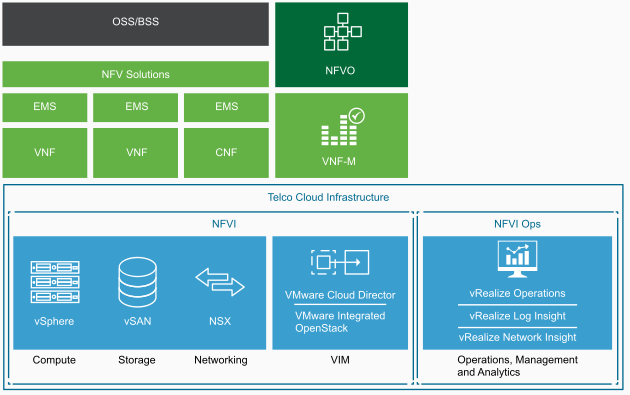 OSS/BSS
NFVO
NFV Solutions
EMS
EMS
EMS
VNF
VNF
CNF
VNF-M
Telco Cloud Infrastructure
NFVI
NFVI Ops
vSphere
vSAN
NSX
VMware Cloud Director
VMware Integrated
OpenStack
vRealize Operations
vRealize Log Insight
vRealize Network Insight
Compute
Storage
Networking
VIM
Operations, Management
and Analytics